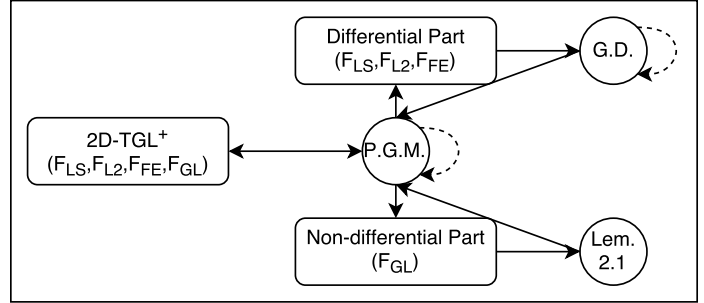 Differential Part
(F_LS,F_L2,F_FE)
G.D.
2D-TGL⁺
(F_LS,F_L2,F_FE,F_GL)
P.G.M.
Non-differential Part
(F_GL)
Lem.
2.1